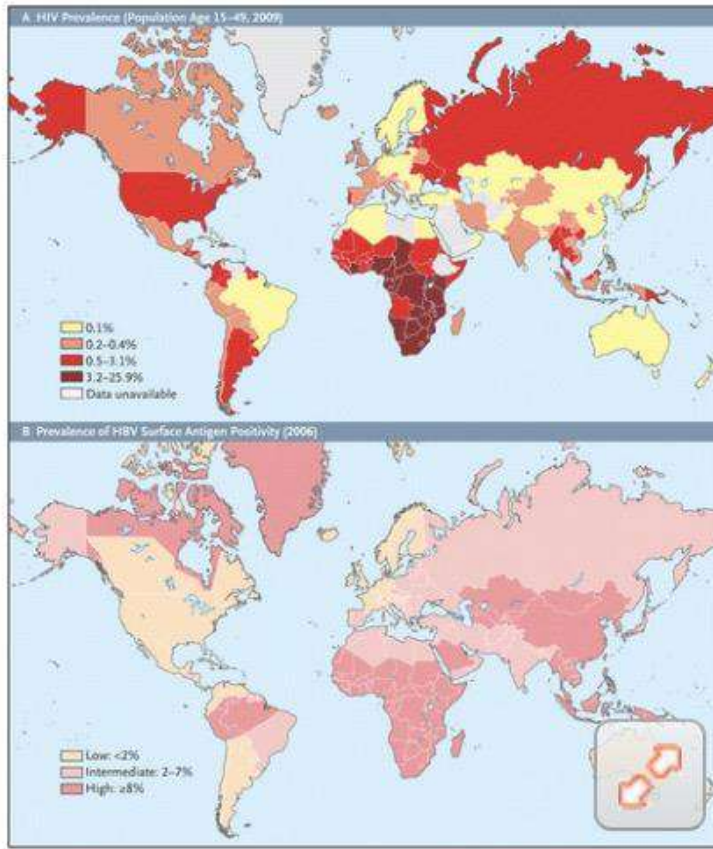 A HIV Prevalence (Population Age 15–49, 2009)
0.1%
0.2–0.4%
0.5–3.1%
3.2–25.9%
Data unavailable
B Prevalence of HBV Surface Antigen Positivity (2006)
Low: <2%
Intermediate: 2–7%
High: ≥8%